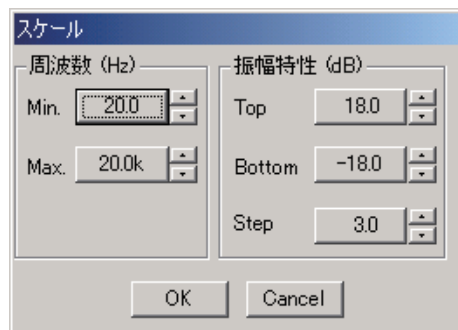 スケール
周波数 (Hz)
Min. 20.0
Max. 20.0k
振幅特性 (dB)
Top 18.0
Bottom -18.0
Step 3.0
OK Cancel